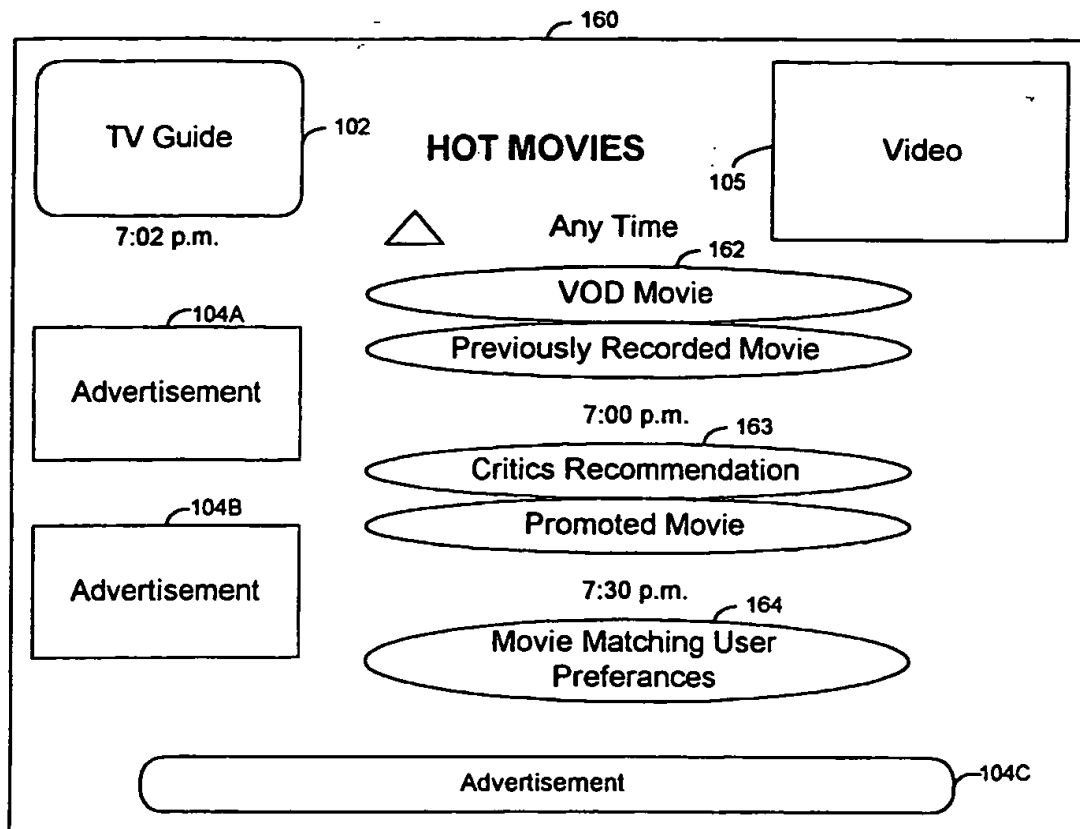 160
TV Guide
102
HOT MOVIES
Video
105
7:02 p.m.
Any Time
162
VOD Movie
Previously Recorded Movie
104A
Advertisement
7:00 p.m.
163
Critics Recommendation
Promoted Movie
104B
Advertisement
7:30 p.m.
164
Movie Matching User
Preferances
Advertisement
104C